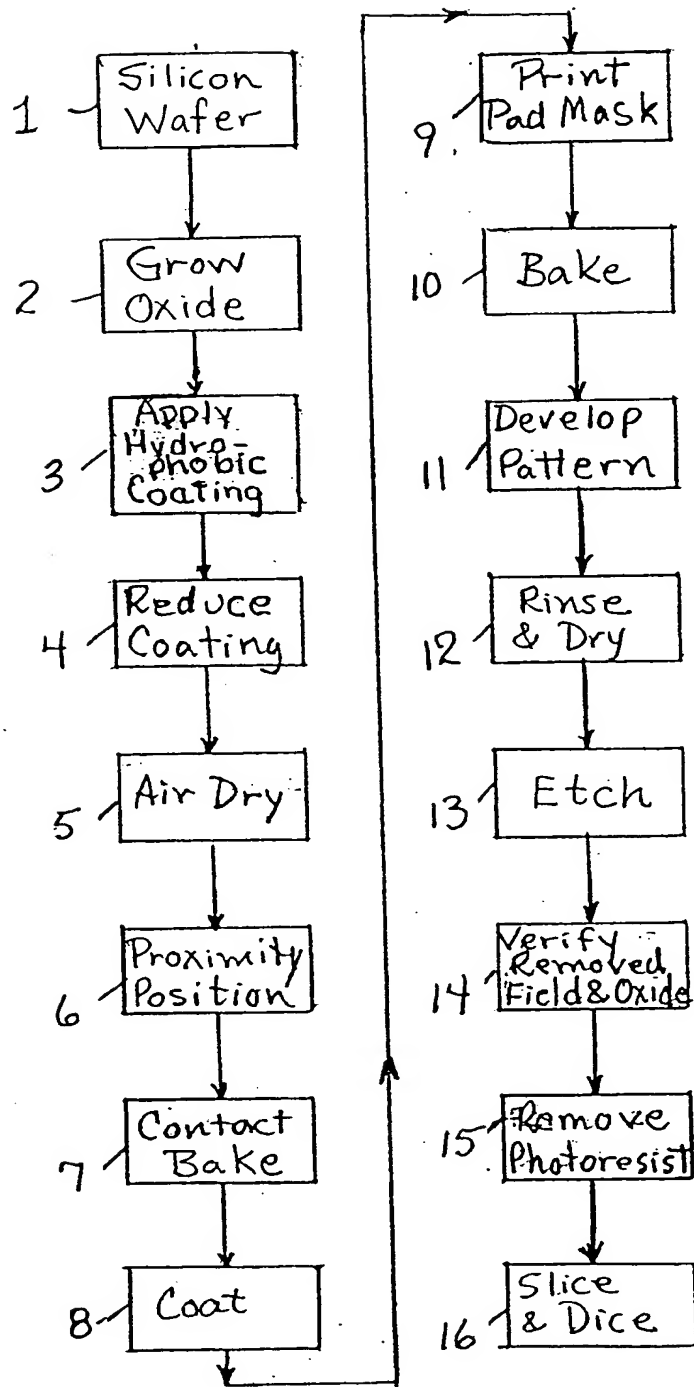 1
Silicon
Wafer
2
Grow
Oxide
3
Apply
Hydro-
phobic
Coating
4
Reduce
Coating
5
Air Dry
6
Proximity
Position
7
Contact
Bake
8
Coat
9
Print
Pad Mask
10
Bake
11
Develop
Pattern
12
Rinse
& Dry
13
Etch
14
Verify
Removed
Field & Oxide
15
Remove
Photoresist
16
Slice
& Dice